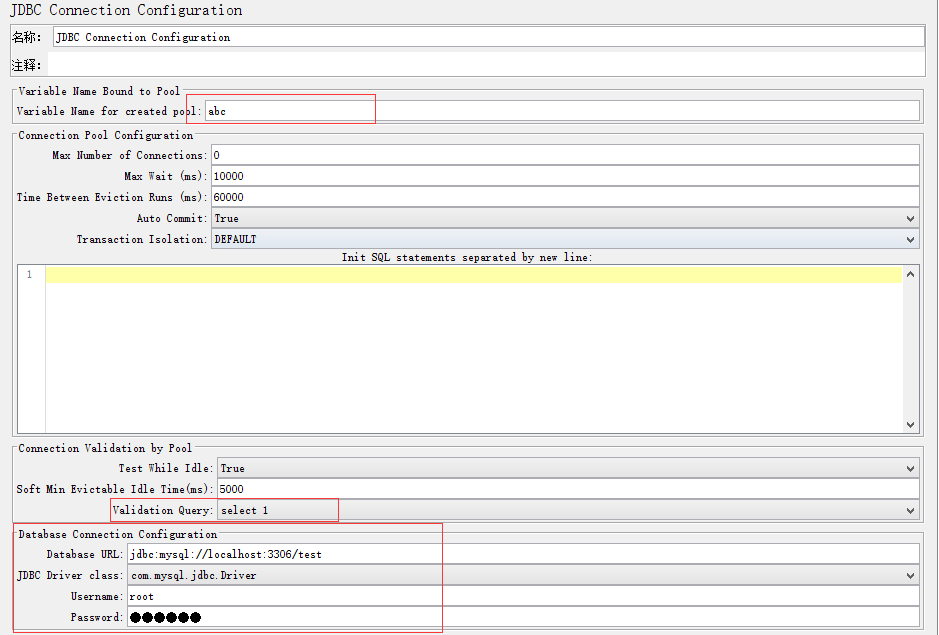 JDBC Connection Configuration
名称: JDBC Connection Configuration
注释:
Variable Name Bound to Pool
Variable Name for created pool: abc
Connection Pool Configuration
Max Number of Connections: 0
Max Wait (ms): 10000
Time Between Eviction Runs (ms): 60000
Auto Commit: True
Transaction Isolation: DEFAULT
Init SQL statements separated by new line:
1
Connection Validation by Pool
Test While Idle: True
Soft Min Evictable Idle Time(ms): 5000
Validation Query: select 1
Database Connection Configuration
Database URL: jdbc:mysql://localhost:3306/test
JDBC Driver class: com.mysql.jdbc.Driver
Username: root
Password: ●●●●●●